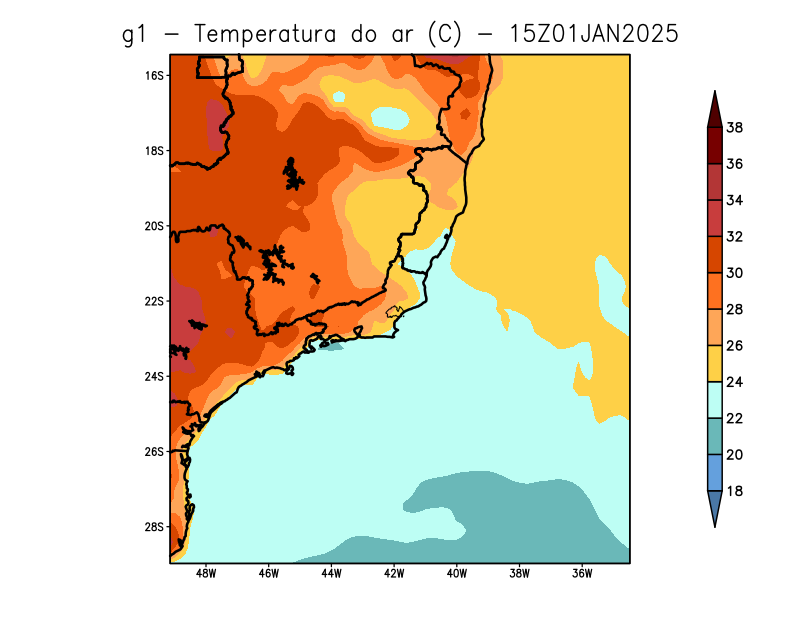 g1 – Temperatura do ar (C) – 15Z01JAN2025
16S
18S
20S
22S
24S
26S
28S
48W
46W
44W
42W
40W
38W
36W
38
36
34
32
30
28
26
24
22
20
18